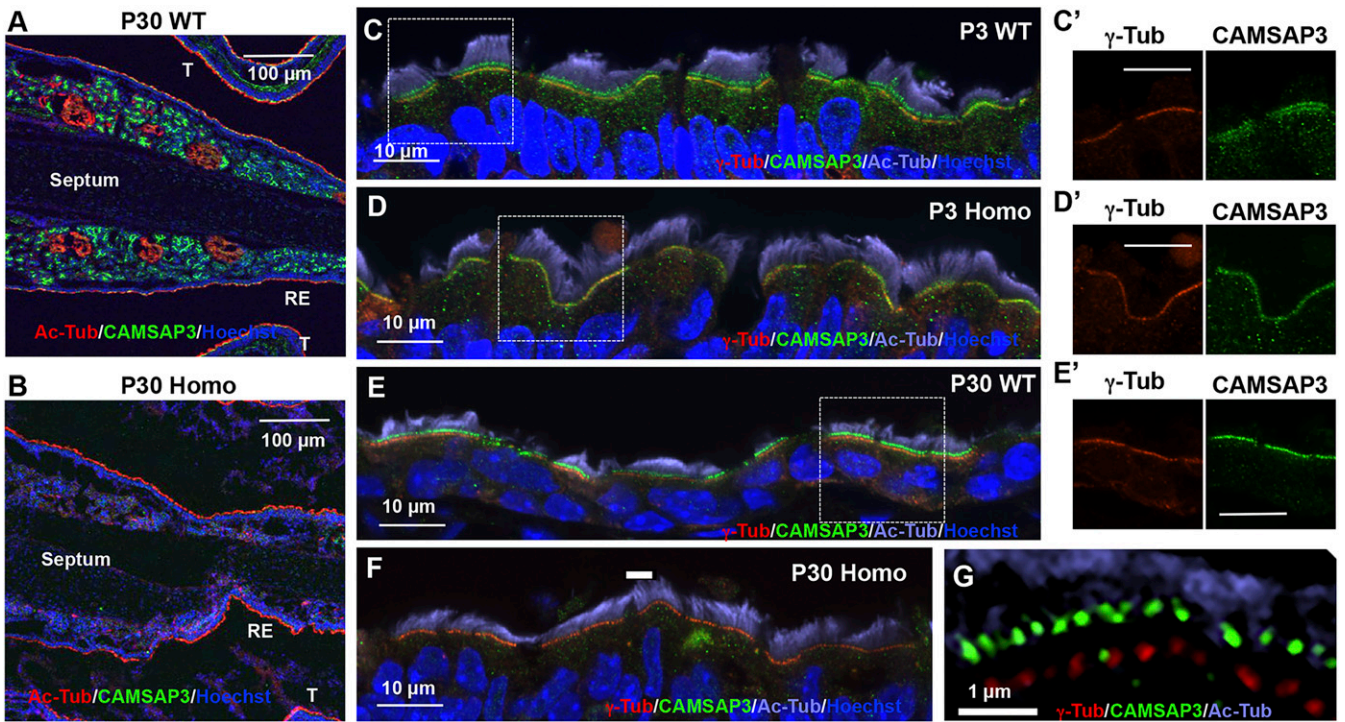 A
P30 WT
T
100 µm
Septum
RE
Ac-Tub/CAMSAP3/Hoechst
T
B
P30 Homo
100 µm
Septum
RE
T
Ac-Tub/CAMSAP3/Hoechst
C
P3 WT
10 µm
γ-Tub/CAMSAP3/Ac-Tub/Hoechst
D
P3 Homo
10 µm
γ-Tub/CAMSAP3/Ac-Tub/Hoechst
E
P30 WT
10 µm
γ-Tub/CAMSAP3/Ac-Tub/Hoechst
F
P30 Homo
10 µm
γ-Tub/CAMSAP3/Ac-Tub/Hoechst
C'
γ-Tub CAMSAP3
D'
γ-Tub CAMSAP3
E'
γ-Tub CAMSAP3
G
1 µm
γ-Tub/CAMSAP3/Ac-Tub